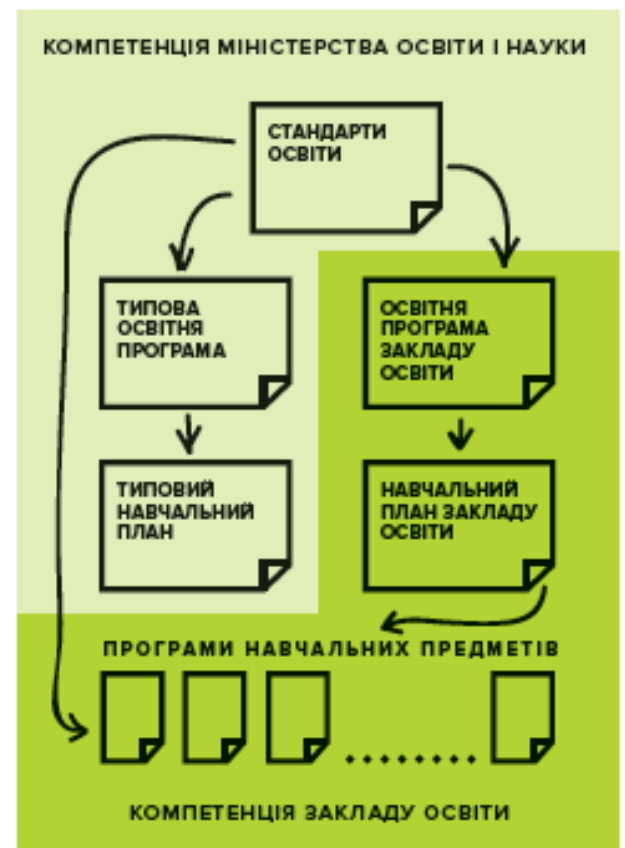 КОМПЕТЕНЦІЯ МІНІСТЕРСТВА ОСВІТИ І НАУКИ
СТАНДАРТИ
ОСВІТИ
ТИПОВА
ОСВІТНЯ
ПРОГРАМА
ОСВІТНЯ
ПРОГРАМА
ЗАКЛАДУ
ОСВІТИ
ТИПОВИЙ
НАВЧАЛЬНИЙ
ПЛАН
НАВЧАЛЬНИЙ
ПЛАН ЗАКЛАДУ
ОСВІТИ
ПРОГРАМИ НАВЧАЛЬНИХ ПРЕДМЕТІВ
КОМПЕТЕНЦІЯ ЗАКЛАДУ ОСВІТИ